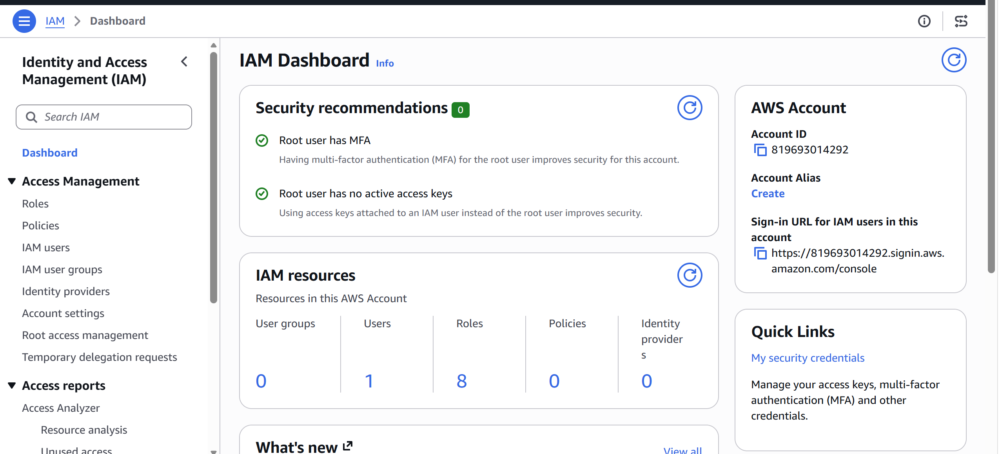 IAM > Dashboard
Identity and Access
Management (IAM)
Search IAM
Dashboard
Access Management
Roles
Policies
IAM users
IAM user groups
Identity providers
Account settings
Root access management
Temporary delegation requests
Access reports
Access Analyzer
Resource analysis
Unused access
IAM Dashboard Info
Security recommendations 0
Root user has MFA
Having multi-factor authentication (MFA) for the root user improves security for this account.
Root user has no active access keys
Using access keys attached to an IAM user instead of the root user improves security.
IAM resources
Resources in this AWS Account
User groups
0
Users
1
Roles
8
Policies
0
Identity
provider
s
0
What's new
View all
AWS Account
Account ID
819693014292
Account Alias
Create
Sign-in URL for IAM users in this
account
https://819693014292.signin.aws.
amazon.com/console
Quick Links
My security credentials
Manage your access keys, multi-factor
authentication (MFA) and other
credentials.